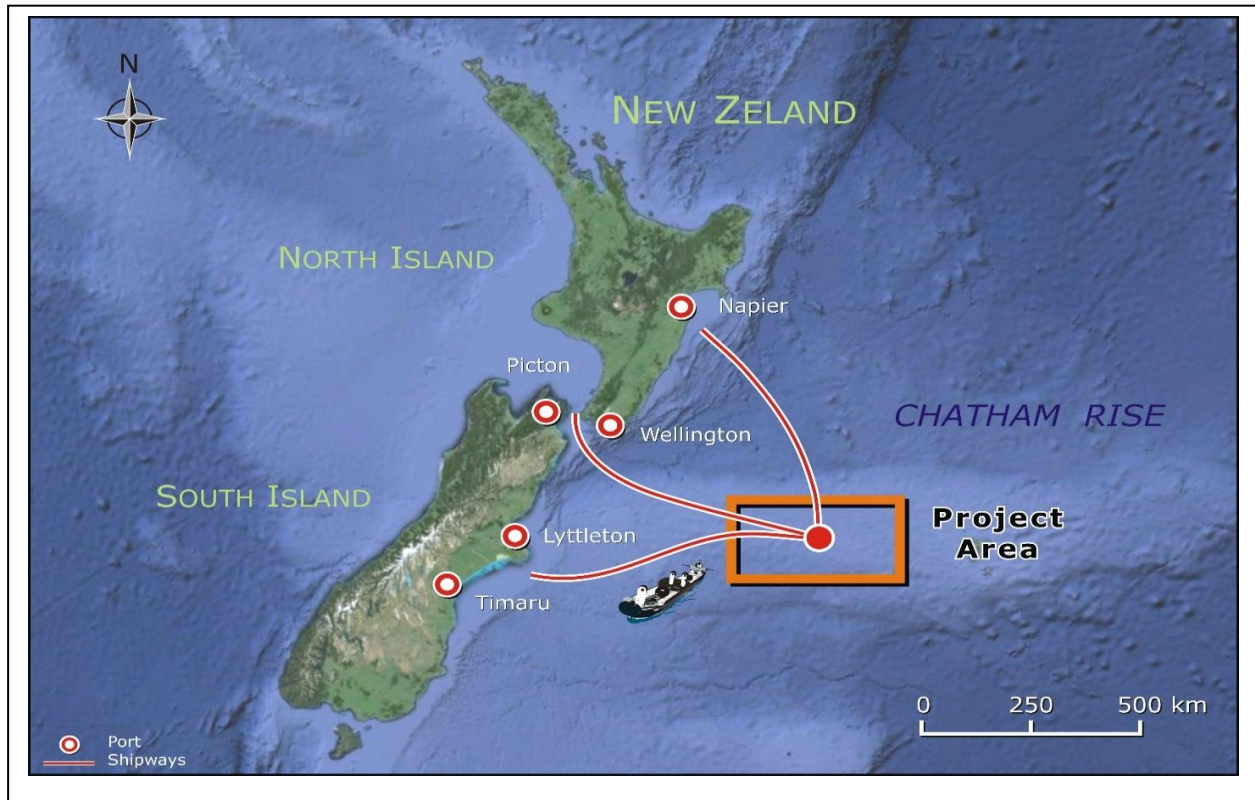 N
NEW ZELAND
NORTH ISLAND
Napier
Picton
CHATHAM RISE
Wellington
SOUTH ISLAND
Project
Area
Lyttleton
Timaru
0 250 500 km
Port
Shipways